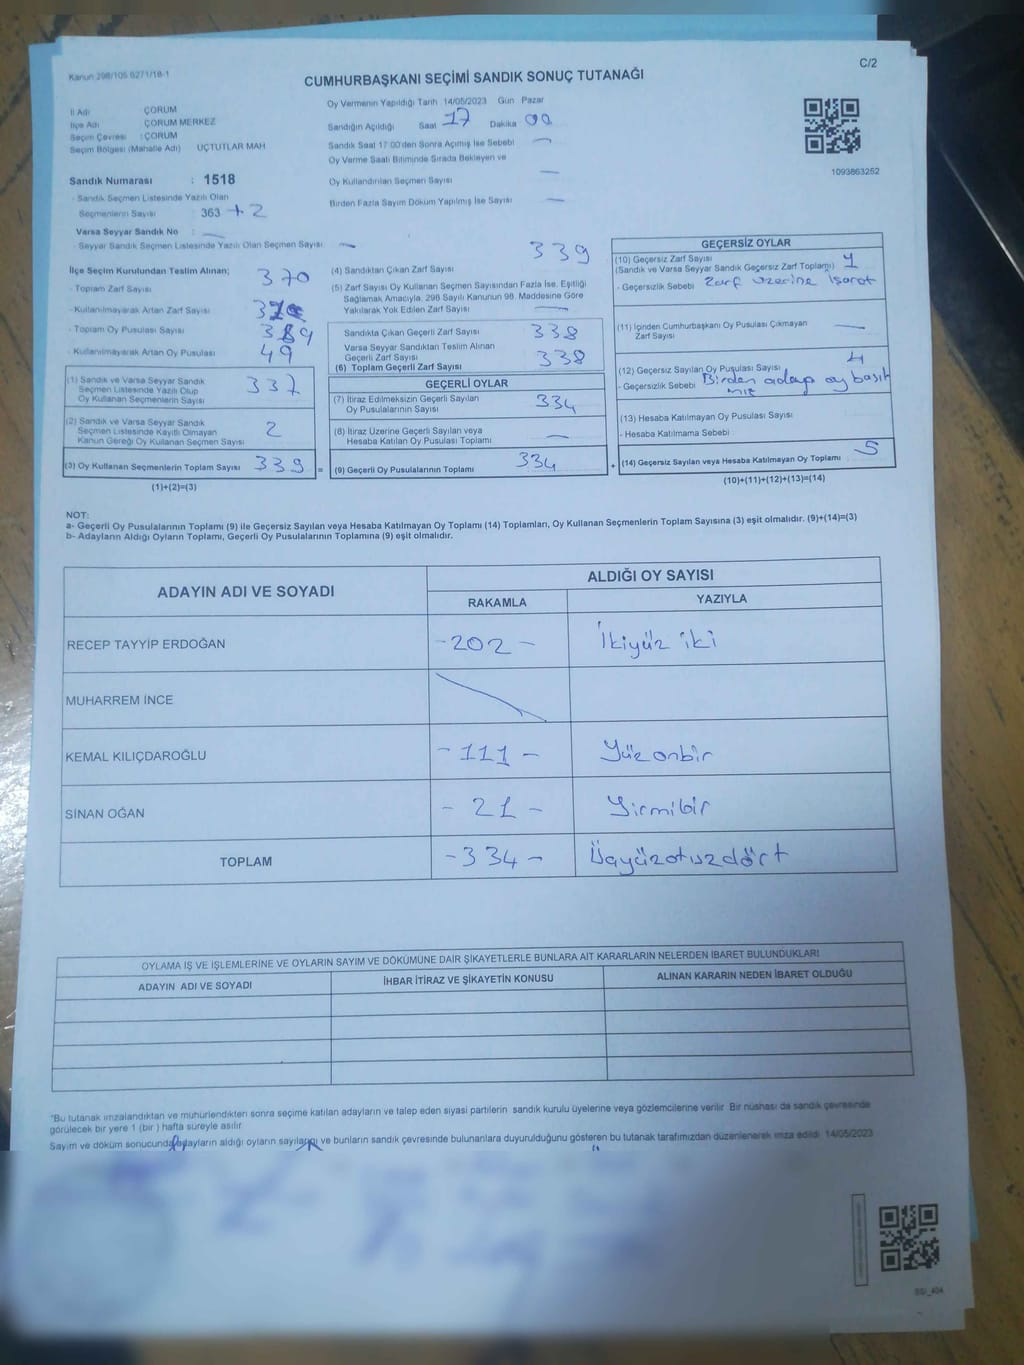 Kanun 298/105 6271/18-1
C/2
CUMHURBAŞKANI SEÇİMİ SANDIK SONUÇ TUTANAĞI
İl Adı : ÇORUM
İlçe Adı : ÇORUM MERKEZ
Seçim Çevresi : ÇORUM
Seçim Bölgesi (Mahalle Adı) UÇTUTLAR MAH
Sandık Numarası : 1518
- Sandık Seçmen Listesinde Yazılı Olan
Seçmenlerin Sayısı 363 + 2
Varsa Seyyar Sandık No : —
- Seyyar Sandık Seçmen Listesinde Yazılı Olan Seçmen Sayısı: —
Oy Vermenin Yapıldığı Tarih 14/05/2023 Gün Pazar
Sandığın Açıldığı Saat 17 Dakika 00
Sandık Saat 17:00'den Sonra Açımış İse Sebebi —
Oy Verme Saati Bitiminde Sırada Bekleyen ve
Oy Kullandırılan Seçmen Sayısı —
Birden Fazla Sayım Döküm Yapılmış İse Sayısı —
1093863252
İlçe Seçim Kurulundan Teslim Alınan;
- Toplam Zarf Sayısı 370
- Kullanılmayarak Artan Zarf Sayısı
- Toplam Oy Pusulası Sayısı
- Kullanılmayarak Artan Oy Pusulası 49
(1) Sandık ve Varsa Seyyar Sandık
Seçmen Listesinde Yazılı Olup
Oy Kullanan Seçmenlerin Sayısı 337
(2) Sandık ve Varsa Seyyar Sandık
Seçmen Listesinde Kayıtlı Olmayan
Kanun Gereği Oy Kullanan Seçmen Sayısı 2
(3) Oy Kullanan Seçmenlerin Toplam Sayısı 339 =
(1)+(2)=(3)
(4) Sandıktan Çıkan Zarf Sayısı 339
(5) Zarf Sayısı Oy Kullanan Seçmen Sayısından Fazla İse, Eşitliği
Sağlamak Amacıyla, 298 Sayılı Kanunun 98. Maddesine Göre
Yakılarak Yok Edilen Zarf Sayısı —
Sandıkta Çıkan Geçerli Zarf Sayısı 338
Varsa Seyyar Sandıktan Teslim Alınan
Geçerli Zarf Sayısı
(6) Toplam Geçerli Zarf Sayısı 338
GEÇERLİ OYLAR
(7) İtiraz Edilmeksizin Geçerli Sayılan
Oy Pusulalarının Sayısı 334
(8) İtiraz Üzerine Geçerli Sayılan veya
Hesaba Katılan Oy Pusulası Toplamı —
(9) Geçerli Oy Pusulalarının Toplamı 334 +
GEÇERSİZ OYLAR
(10) Geçersiz Zarf Sayısı
(Sandık ve Varsa Seyyar Sandık Geçersiz Zarf Toplamı) 1
- Geçersizlik Sebebi Zarf üzerine işaret
(11) İçinden Cumhurbaşkanı Oy Pusulası Çıkmayan
Zarf Sayısı —
(12) Geçersiz Sayılan Oy Pusulası Sayısı 4
- Geçersizlik Sebebi Birden aday oy basılı
(13) Hesaba Katılmayan Oy Pusulası Sayısı
- Hesaba Katılmama Sebebi
(14) Geçersiz Sayılan veya Hesaba Katılmayan Oy Toplamı 5
(10)+(11)+(12)+(13)=(14)
NOT:
a- Geçerli Oy Pusulalarının Toplamı (9) ile Geçersiz Sayılan veya Hesaba Katılmayan Oy Toplamı (14) Toplamları, Oy Kullanan Seçmenlerin Toplam Sayısına (3) eşit olmalıdır. (9)+(14)=(3)
b- Adayların Aldığı Oyların Toplamı, Geçerli Oy Pusulalarının Toplamına (9) eşit olmalıdır.
ADAYIN ADI VE SOYADI
ALDIĞI OY SAYISI
RAKAMLA YAZIYLA
RECEP TAYYİP ERDOĞAN -202- İkiyüz iki
MUHARREM İNCE
KEMAL KILIÇDAROĞLU -111- Yüz onbir
SİNAN OĞAN -21- Yirmibir
TOPLAM -334- Üçyüzotuzdört
OYLAMA İŞ VE İŞLEMLERİNE VE OYLARIN SAYIM VE DÖKÜMÜNE DAİR ŞİKAYETLERLE BUNLARA AİT KARARLARIN NELERDEN İBARET BULUNDUKLARI
ADAYIN ADI VE SOYADI İHBAR İTİRAZ VE ŞİKAYETİN KONUSU ALINAN KARARIN NEDEN İBARET OLDUĞU
*Bu tutanak imzalandıktan ve mühürlendikten sonra seçime katılan adayların ve talep eden siyasi partilerin sandık kurulu üyelerine veya gözlemcilerine verilir. Bir nüshası da sandık çevresinde
görülecek bir yere 1 (bir) hafta süreyle asılır
Sayım ve döküm sonucunda adayların aldığı oyların sayılarını ve bunların sandık çevresinde bulunanlara duyurulduğunu gösteren bu tutanak tarafımızdan düzenlenerek imza edildi. 14/05/2023